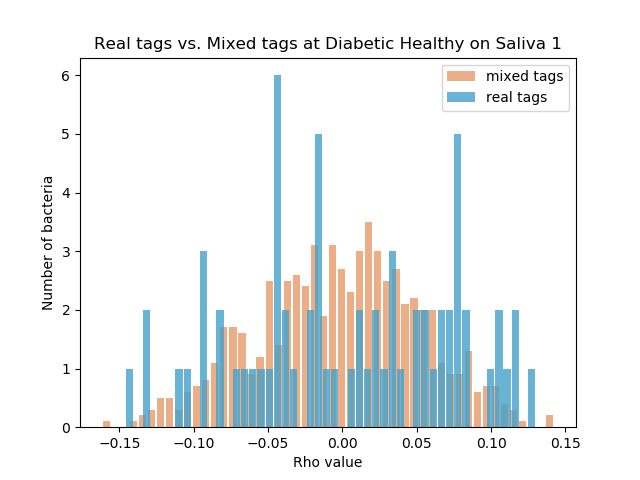 Real tags vs. Mixed tags at Diabetic Healthy on Saliva 1
mixed tags
real tags
Number of bacteria
6
5
4
3
2
1
0
−0.15
−0.10
−0.05
0.00
0.05
0.10
0.15
Rho value